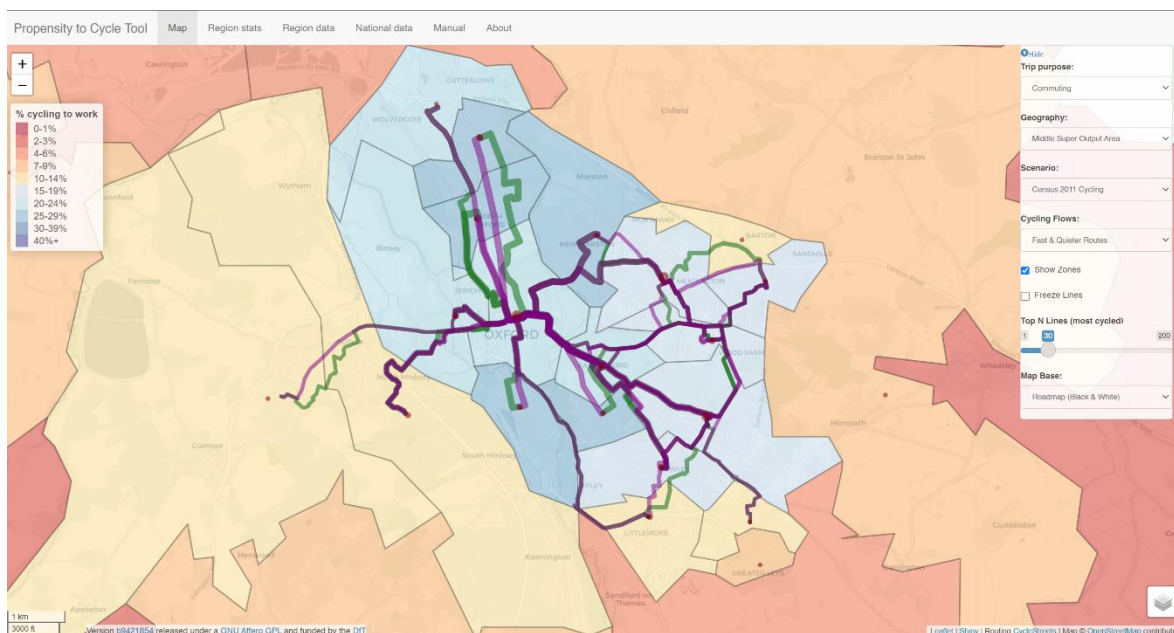 Propensity to Cycle Tool Map Region stats Region data National data Manual About
+
−
% cycling to work
0-1%
2-3%
4-6%
7-9%
10-14%
15-19%
20-24%
25-29%
30-39%
40%+
Hide
Trip purpose:
Commuting
Geography:
Middle Super Output Area
Scenario:
Census 2011 Cycling
Cycling Flows:
Fast & Quieter Routes
Show Zones
Freeze Lines
Top N Lines (most cycled)
1 30 200
Map Base:
Roadmap (Black & White)
Cassington
CUTTESLOWE
WOLVERCOTE
Elsfield
Stanton St John
Wytham
Marston
Binsey
NORTHWAY
BARTON
SANDHILLS
Farmoor
OXFORD
Wheatley
Horspath
Cumnor
South Hinksey
LITTLEMORE
Kennington
GREATER LEYS
Cuddesdon
Sandford-on
Thames
Appleton
1 km
3000 ft
Version b9421854 released under a GNU Affero GPL and funded by the DfT
Leaflet | Shiny | Routing CycleStreets | Map © OpenStreetMap